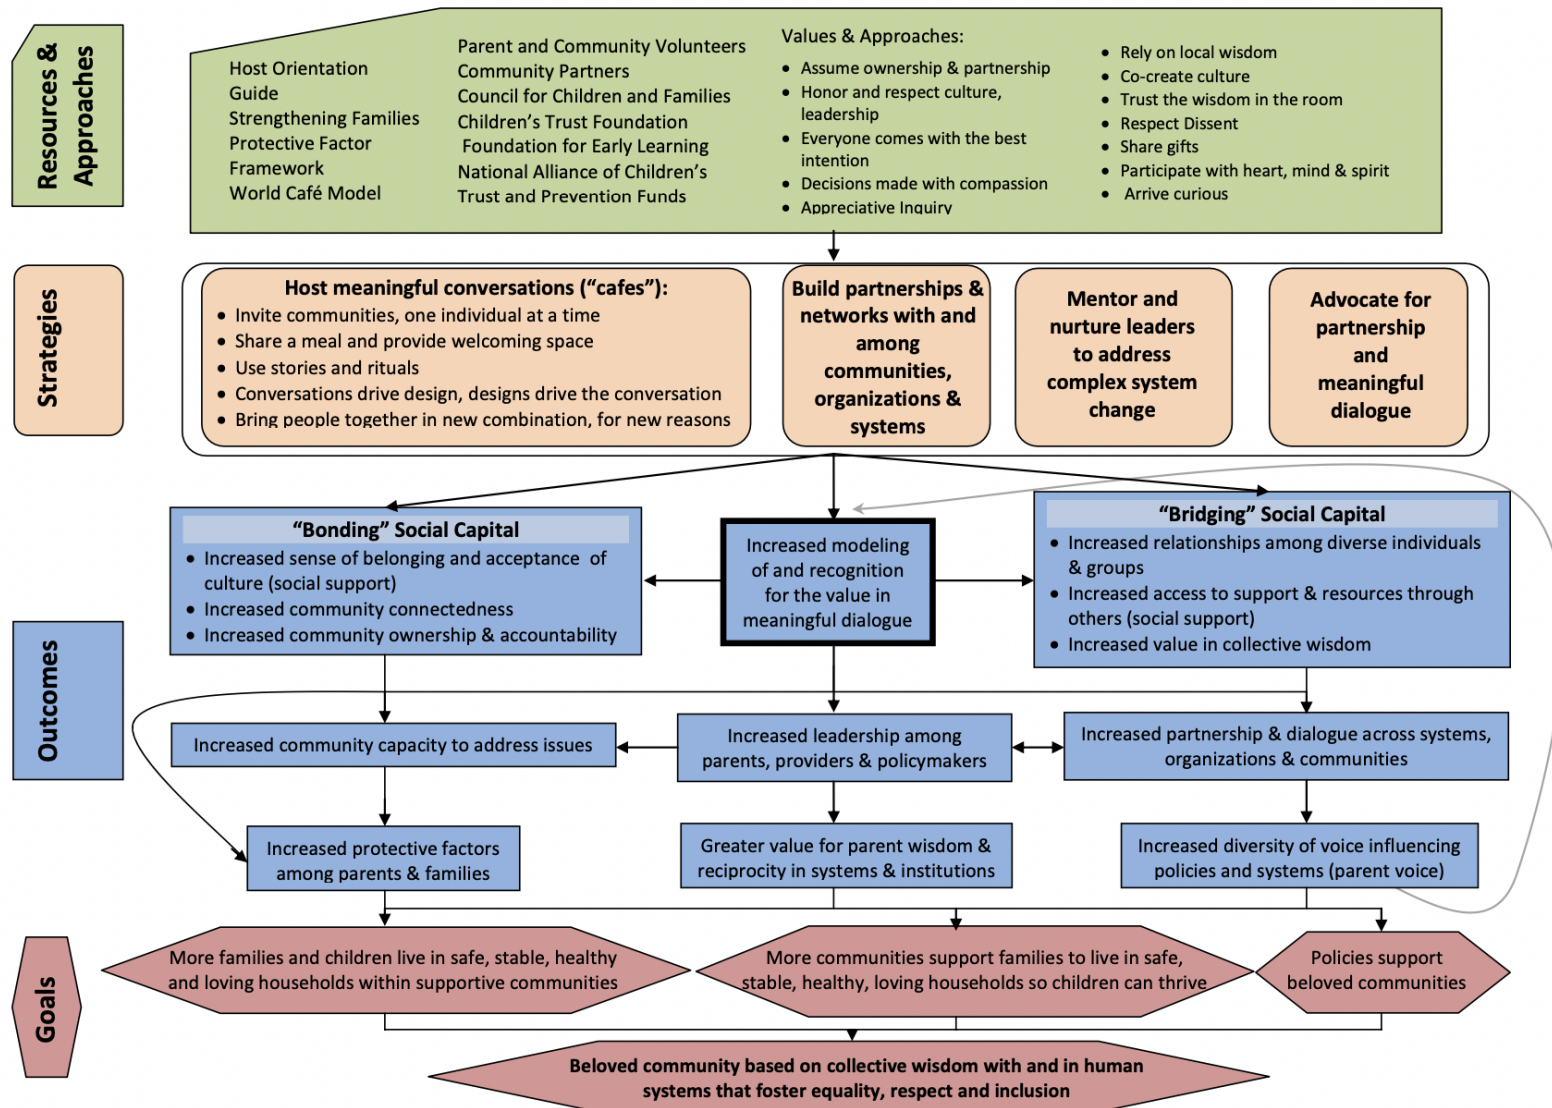 Resources &
Approaches
Host Orientation
Guide
Strengthening Families
Protective Factor
Framework
World Café Model
Parent and Community Volunteers
Community Partners
Council for Children and Families
Children’s Trust Foundation
Foundation for Early Learning
National Alliance of Children’s
Trust and Prevention Funds
Values & Approaches:
• Assume ownership & partnership
• Honor and respect culture,
leadership
• Everyone comes with the best
intention
• Decisions made with compassion
• Appreciative Inquiry
• Rely on local wisdom
• Co-create culture
• Trust the wisdom in the room
• Respect Dissent
• Share gifts
• Participate with heart, mind & spirit
• Arrive curious
Strategies
Host meaningful conversations (“cafes”):
• Invite communities, one individual at a time
• Share a meal and provide welcoming space
• Use stories and rituals
• Conversations drive design, designs drive the conversation
• Bring people together in new combination, for new reasons
Build partnerships &
networks with and
among
communities,
organizations &
systems
Mentor and
nurture leaders
to address
complex system
change
Advocate for
partnership
and
meaningful
dialogue
Outcomes
“Bonding” Social Capital
• Increased sense of belonging and acceptance of
culture (social support)
• Increased community connectedness
• Increased community ownership & accountability
Increased modeling
of and recognition
for the value in
meaningful dialogue
“Bridging” Social Capital
• Increased relationships among diverse individuals
& groups
• Increased access to support & resources through
others (social support)
• Increased value in collective wisdom
Increased community capacity to address issues
Increased leadership among
parents, providers & policymakers
Increased partnership & dialogue across systems,
organizations & communities
Increased protective factors
among parents & families
Greater value for parent wisdom &
reciprocity in systems & institutions
Increased diversity of voice influencing
policies and systems (parent voice)
Goals
More families and children live in safe, stable, healthy
and loving households within supportive communities
More communities support families to live in safe,
stable, healthy, loving households so children can thrive
Policies support
beloved communities
Beloved community based on collective wisdom with and in human
systems that foster equality, respect and inclusion